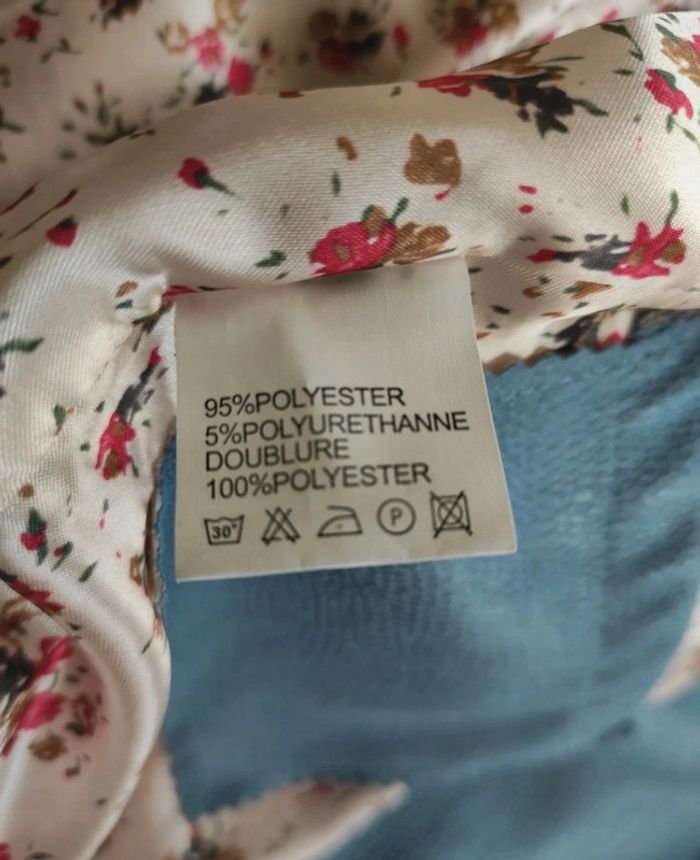 95%POLYESTER
5%POLYURETHANNE
DOUBLURE
100%POLYESTER
30° P